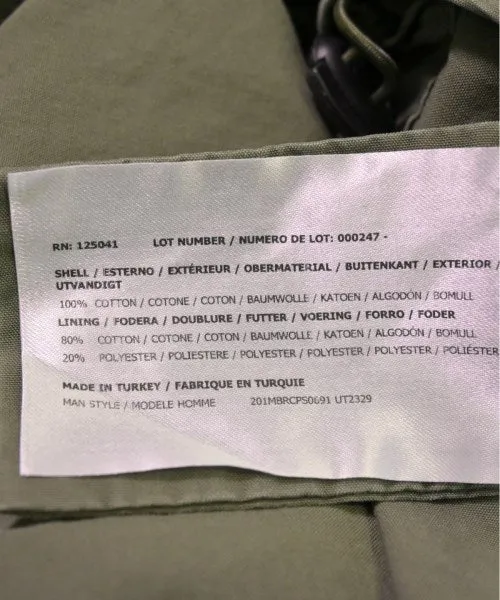 RN: 125041 LOT NUMBER / NUMERO DE LOT: 000247 -
SHELL / ESTERNO / EXTÉRIEUR / OBERMATERIAL / BUITENKANT / EXTERIOR /
UTVANDIGT
100% COTTON / COTONE / COTON / BAUMWOLLE / KATOEN / ALGODÓN / BOMULL
LINING / FODERA / DOUBLURE / FUTTER / VOERING / FORRO / FODER
80% COTTON / COTONE / COTON / BAUMWOLLE / KATOEN / ALGODÓN / BOMULL
20% POLYESTER / POLIESTERE / POLYESTER / POLYESTER / POLYESTER / POLIÉSTER
MADE IN TURKEY / FABRIQUE EN TURQUIE
MAN STYLE / MODELE HOMME 201MBRCPS0691 UT2329